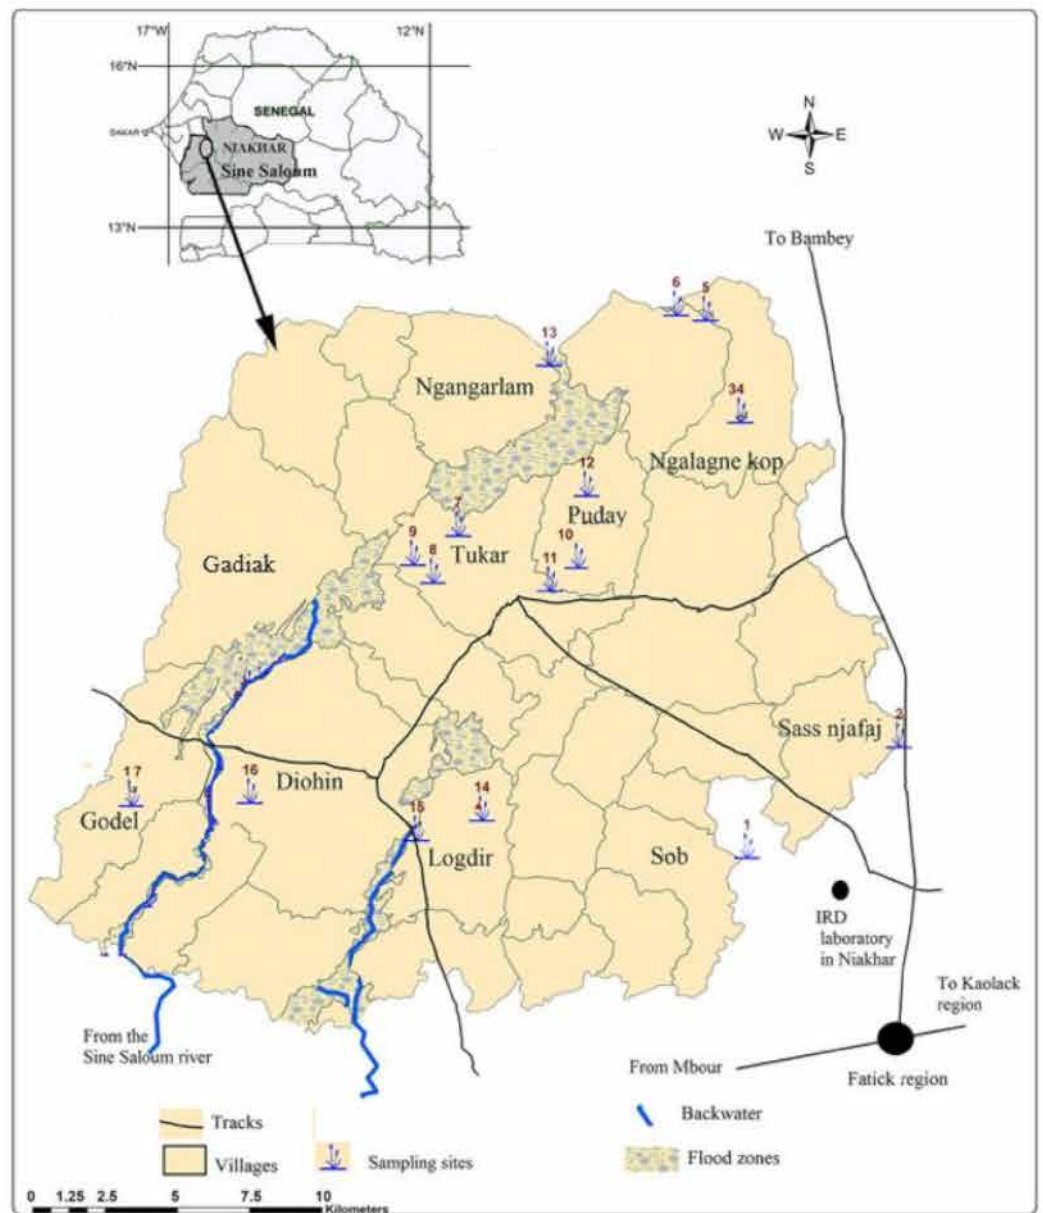 17°W
12°N
16°N
SENEGAL
DAKAR
NIAKHAR
Sine Saloum
13°N
N
W
E
S
To Bambey
6
5
13
Ngangarlam
34
Ngalagne kop
12
7
Puday
9
8
Tukar
10
11
Gadiak
2
Sass njafaj
17
16
Diohin
14
15
Godel
Logdir
Sob
1
IRD
laboratory
in Niakhar
To Kaolack
region
From the
Sine Saloum river
From Mbour
Fatick region
Tracks
Backwater
Villages
Sampling sites
Flood zones
0
1.25
2.5
5
7.5
10
Kilometers